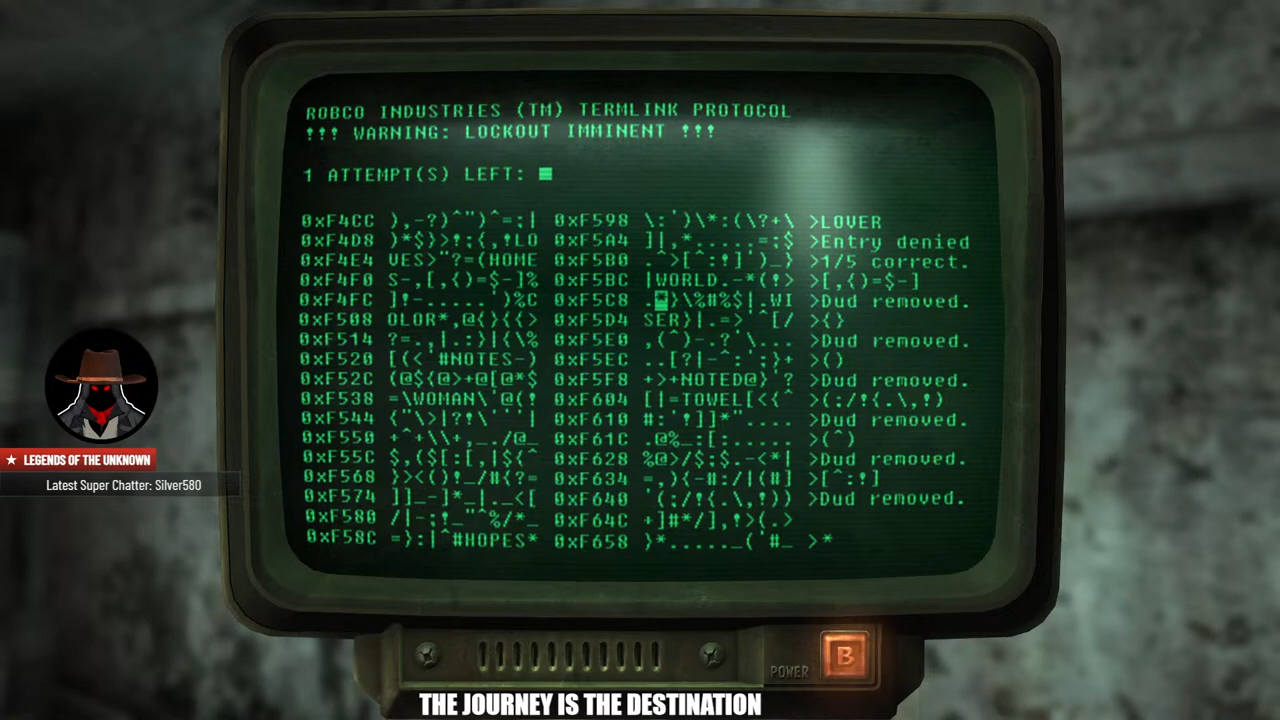 ROBCO INDUSTRIES (TM) TERMLINK PROTOCOL
!!! WARNING: LOCKOUT IMMINENT !!!
1 ATTEMPT(S) LEFT: ■
0xF4CC ),-?)^")^=;| 0xF598 \:')\*:(\?+\ >LOVER
0xF4D8 )*$}>!;{,!LO 0xF5A4 ]|,*.....=;$ >Entry denied
0xF4E4 VES>"?=(HOME 0xF5B0 .^>[^:!]')_} >1/5 correct.
0xF4F0 S-,[,{)=$-]% 0xF5BC |WORLD.-*(!> >[,{)=$-]
0xF4FC ]!-.....')%C 0xF5C8 .*}\%#%$|.WI >Dud removed.
0xF508 OLOR*,@{}{{> 0xF5D4 SER}|.=>'^[/ >{}
0xF514 ?=.,|.:}|{\% 0xF5E0 ,(^)-.?'\... >Dud removed.
0xF520 [(<'#NOTES-) 0xF5EC ..[?|-^:';}+ >()
0xF52C (@${@>+@[@*$ 0xF5F8 +>+NOTED@}'? >Dud removed.
0xF538 =\WOMAN\'@(! 0xF604 [|=TOWEL[<{^ >(:/!{.\,!)
0xF544 {"\>|?!\'''| 0xF610 #:'!]]*".... >Dud removed.
0xF550 +^+\\+,_./@_ 0xF61C .@%_:[:..... >(^)
0xF55C $,($[:[,|${^ 0xF628 %@>/$;$.-<*| >Dud removed.
0xF568 }><()!_/#{?= 0xF634 =,){-#:/|(#] >[^:!]
0xF574 ]]_-]*_|._<[ 0xF640 '(:/!{.\,!)) >Dud removed.
0xF580 /|-;!_"^%/*_ 0xF64C +]#*/],!>(.>
0xF58C =}:|^#HOPES* 0xF658 }*......_('#_ >*
LEGENDS OF THE UNKNOWN
Latest Super Chatter: Silver580
POWER B
THE JOURNEY IS THE DESTINATION